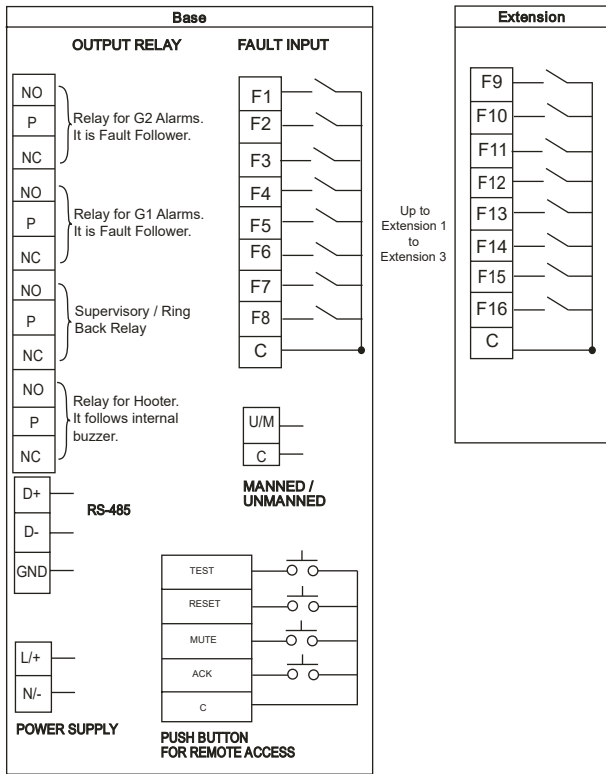 Base
OUTPUT RELAY
FAULT INPUT
NO
P
NC
Relay for G2 Alarms.
It is Fault Follower.
NO
P
NC
Relay for G1 Alarms.
It is Fault Follower.
NO
P
NC
Supervisory / Ring
Back Relay
NO
P
NC
Relay for Hooter.
It follows internal
buzzer.
D+
D-
GND
RS-485
L/+
N/-
POWER SUPPLY
F1
F2
F3
F4
F5
F6
F7
F8
C
U/M
C
MANNED /
UNMANNED
TEST
RESET
MUTE
ACK
C
PUSH BUTTON
FOR REMOTE ACCESS
Up to
Extension 1
to
Extension 3
Extension
F9
F10
F11
F12
F13
F14
F15
F16
C